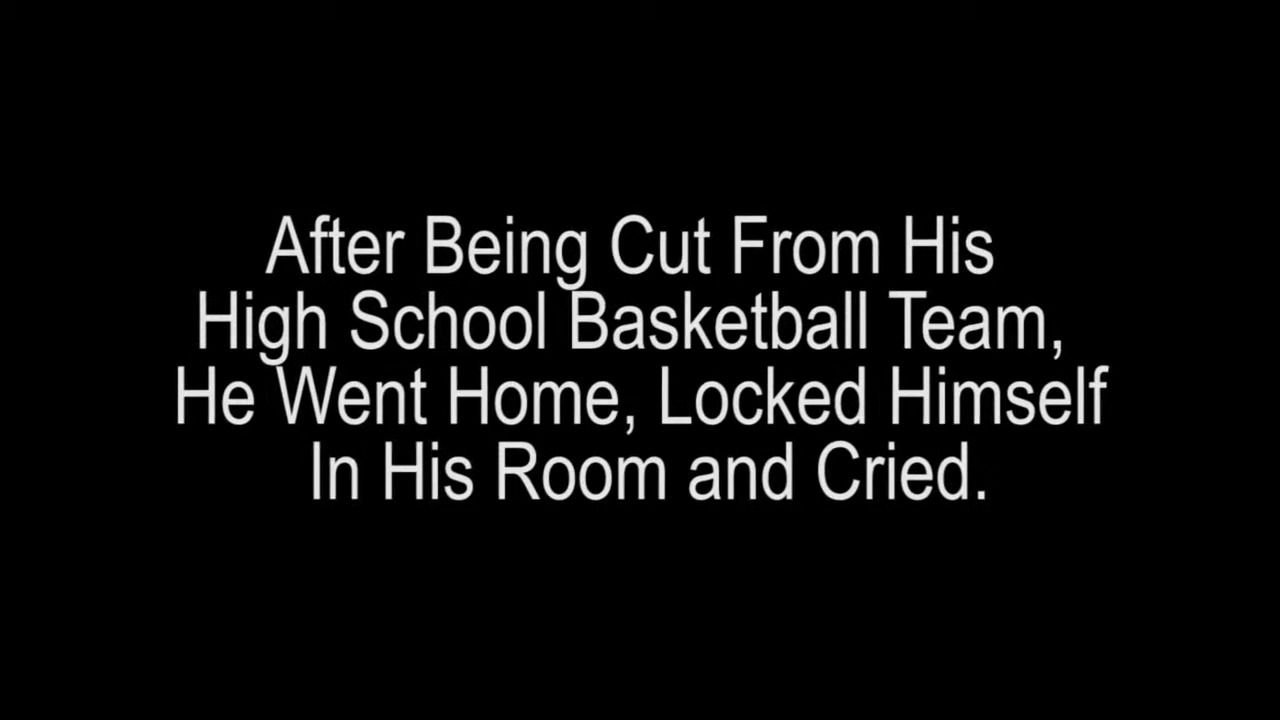 After Being Cut From His
High School Basketball Team,
He Went Home, Locked Himself
In His Room and Cried.